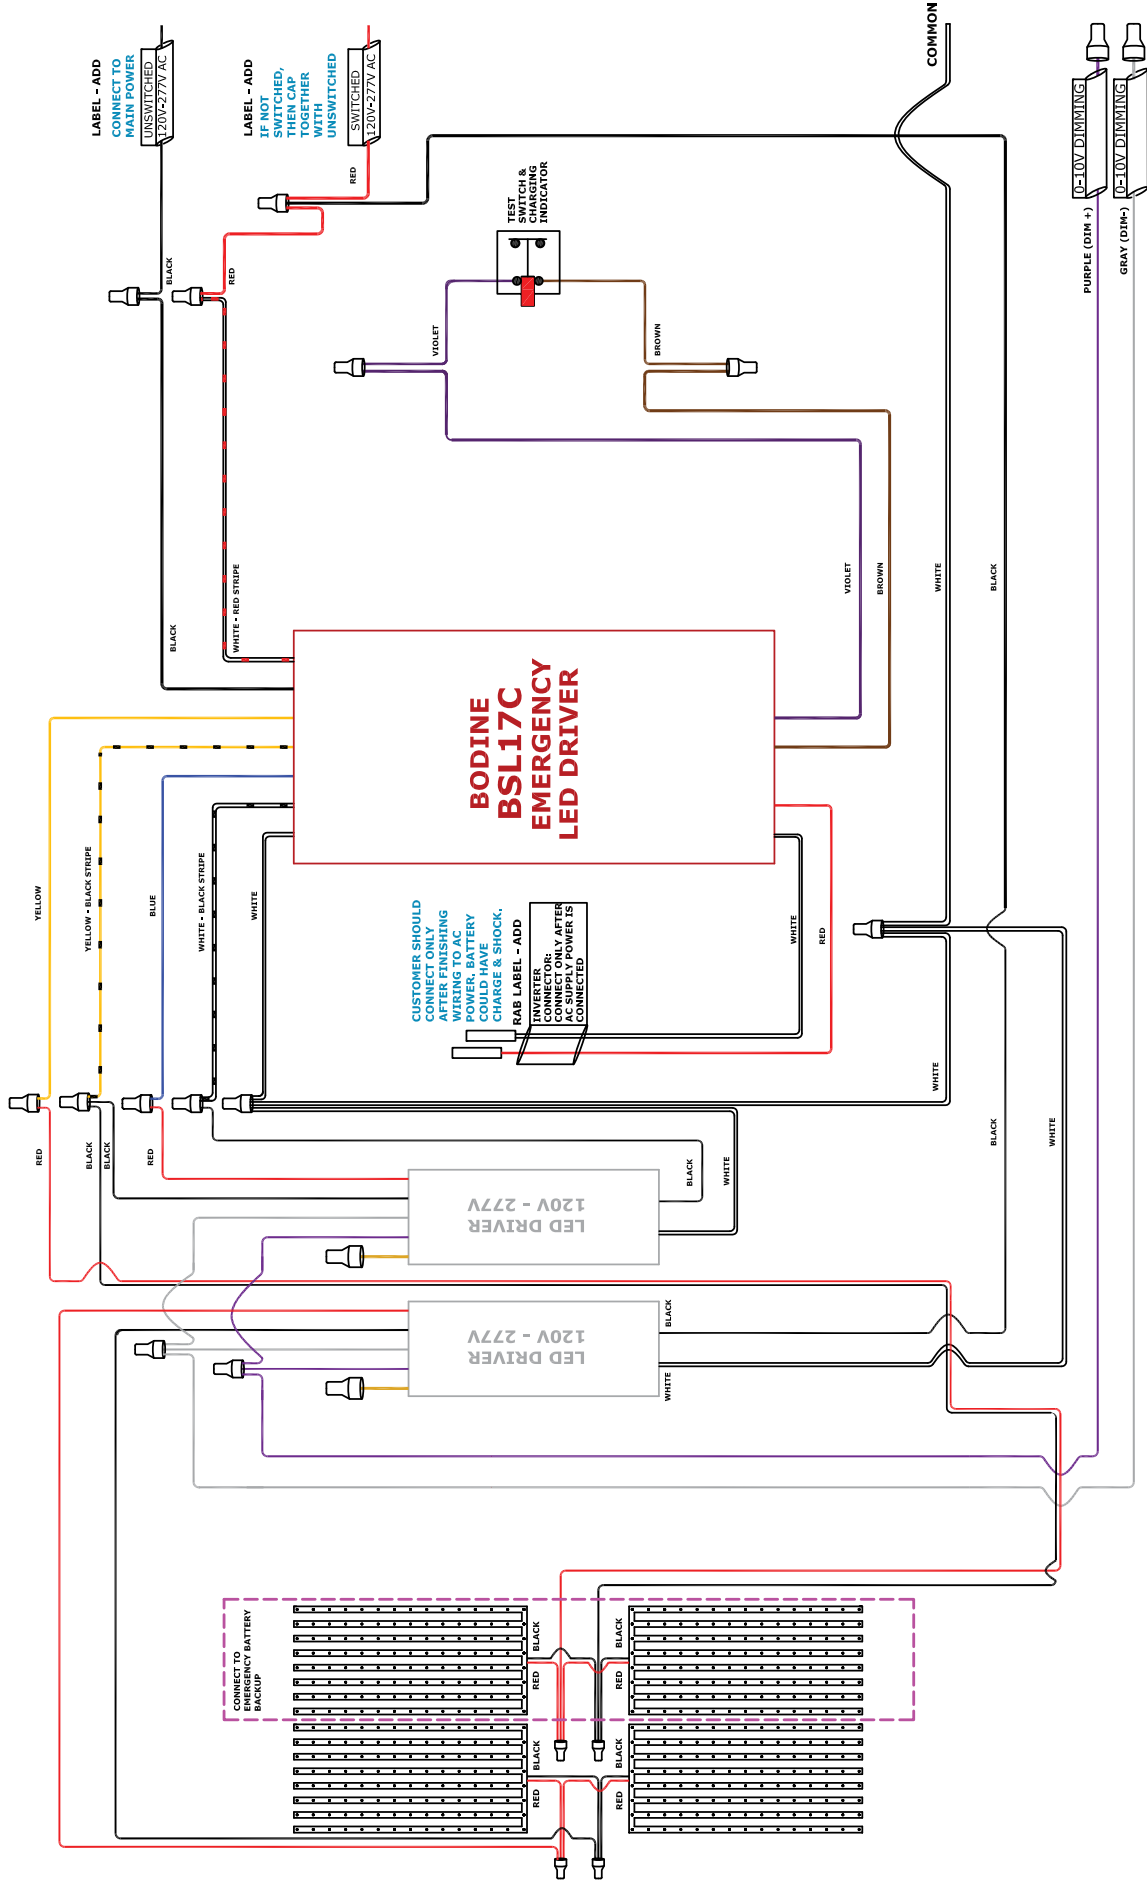 LABEL - ADD
CONNECT TO
MAIN POWER
UNSWITCHED
120V-277V AC
LABEL - ADD
IF NOT
SWITCHED,
THEN CAP
TOGETHER
WITH
UNSWITCHED
SWITCHED
120V-277V AC
COMMON
0-10V DIMMING
0-10V DIMMING
PURPLE (DIM +)
GRAY (DIM-)
RED
BLACK
RED
TEST
SWITCH &
CHARGING
INDICATOR
VIOLET
BROWN
BLACK
WHITE - RED STRIPE
VIOLET
BROWN
WHITE
BLACK
BODINE
BSL17C
EMERGENCY
LED DRIVER
YELLOW
YELLOW - BLACK STRIPE
BLUE
WHITE - BLACK STRIPE
WHITE
CUSTOMER SHOULD
CONNECT ONLY
AFTER FINISHING
WIRING TO AC
POWER, BATTERY
COULD HAVE
CHARGE & SHOCK.
RAB LABEL - ADD
INVERTER
CONNECTOR:
CONNECT ONLY AFTER
AC SUPPLY POWER IS
CONNECTED
WHITE
RED
WHITE
RED
BLACK
BLACK
RED
BLACK
WHITE
BLACK
WHITE
LED DRIVER
120V - 277V
LED DRIVER
120V - 277V
BLACK
WHITE
CONNECT TO
EMERGENCY BATTERY
BACKUP
BLACK
RED
BLACK
RED
BLACK
RED
BLACK
RED